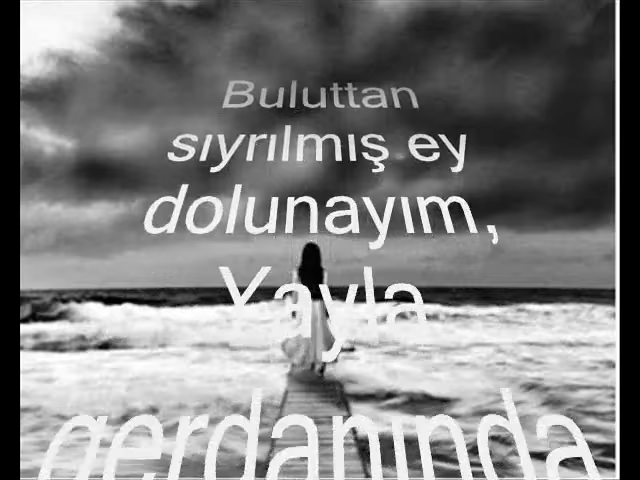 Buluttan
sıyrılmış ey
dolunayım,
Yayla
gerdanında